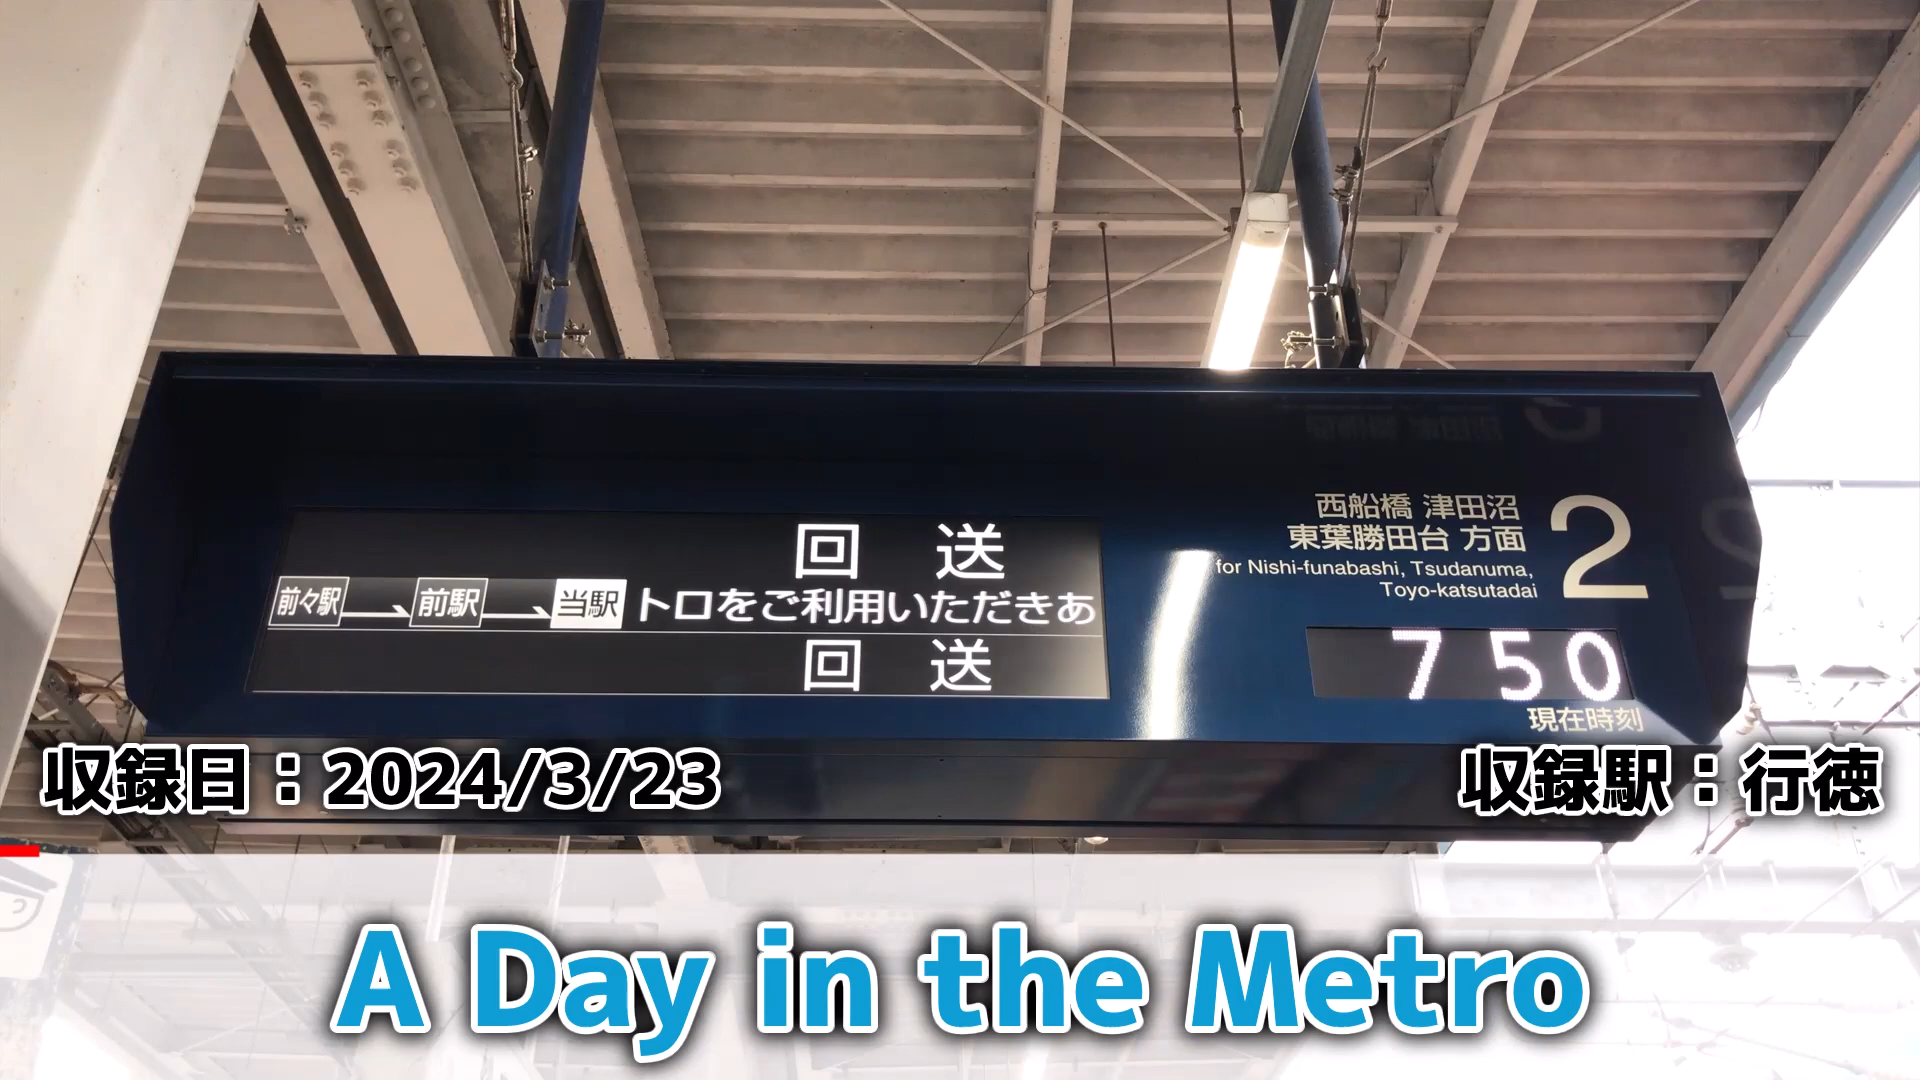 回 送
前々駅 前駅 当駅 トロをご利用いただきあ
回 送
西船橋 津田沼
東葉勝田台 方面
for Nishi-funabashi, Tsudanuma,
Toyo-katsutadai
2
7 50
現在時刻
収録日：2024/3/23
収録駅：行徳
A Day in the Metro